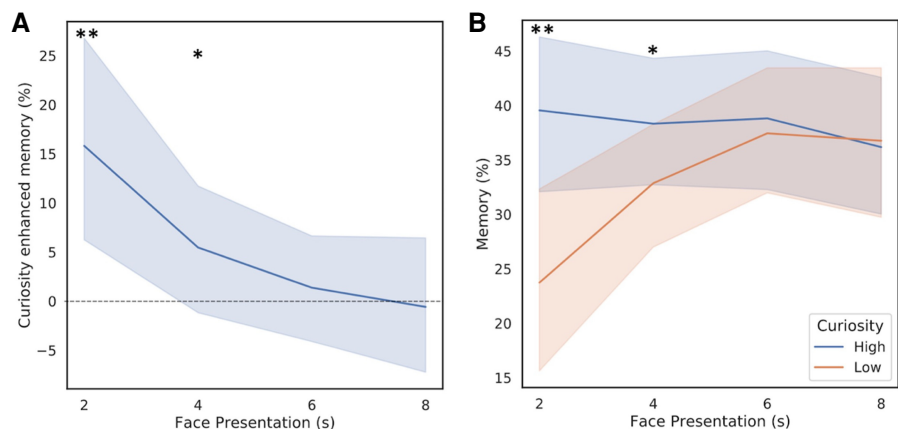 A
Curiosity enhanced memory (%)
25
20
15
10
5
0
−5
**
*
2 4 6 8
Face Presentation (s)
B
Memory (%)
45
40
35
30
25
20
15
**
*
Curiosity
High
Low
2 4 6 8
Face Presentation (s)